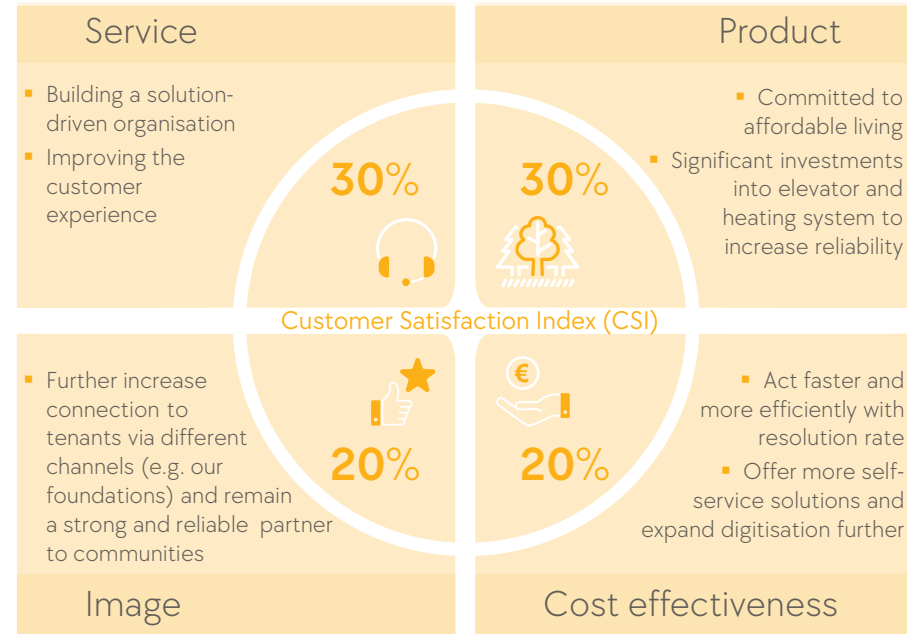 Service
▪ Building a solution-
driven organisation
▪ Improving the
customer
experience
30%
Product
▪ Committed to
affordable living
▪ Significant investments
into elevator and
heating system to
increase reliability
30%
Customer Satisfaction Index (CSI)
▪ Further increase
connection to
tenants via different
channels (e.g. our
foundations) and remain
a strong and reliable partner
to communities
20%
Image
€
20%
▪ Act faster and
more efficiently with
resolution rate
▪ Offer more self-
service solutions and
expand digitisation further
Cost effectiveness